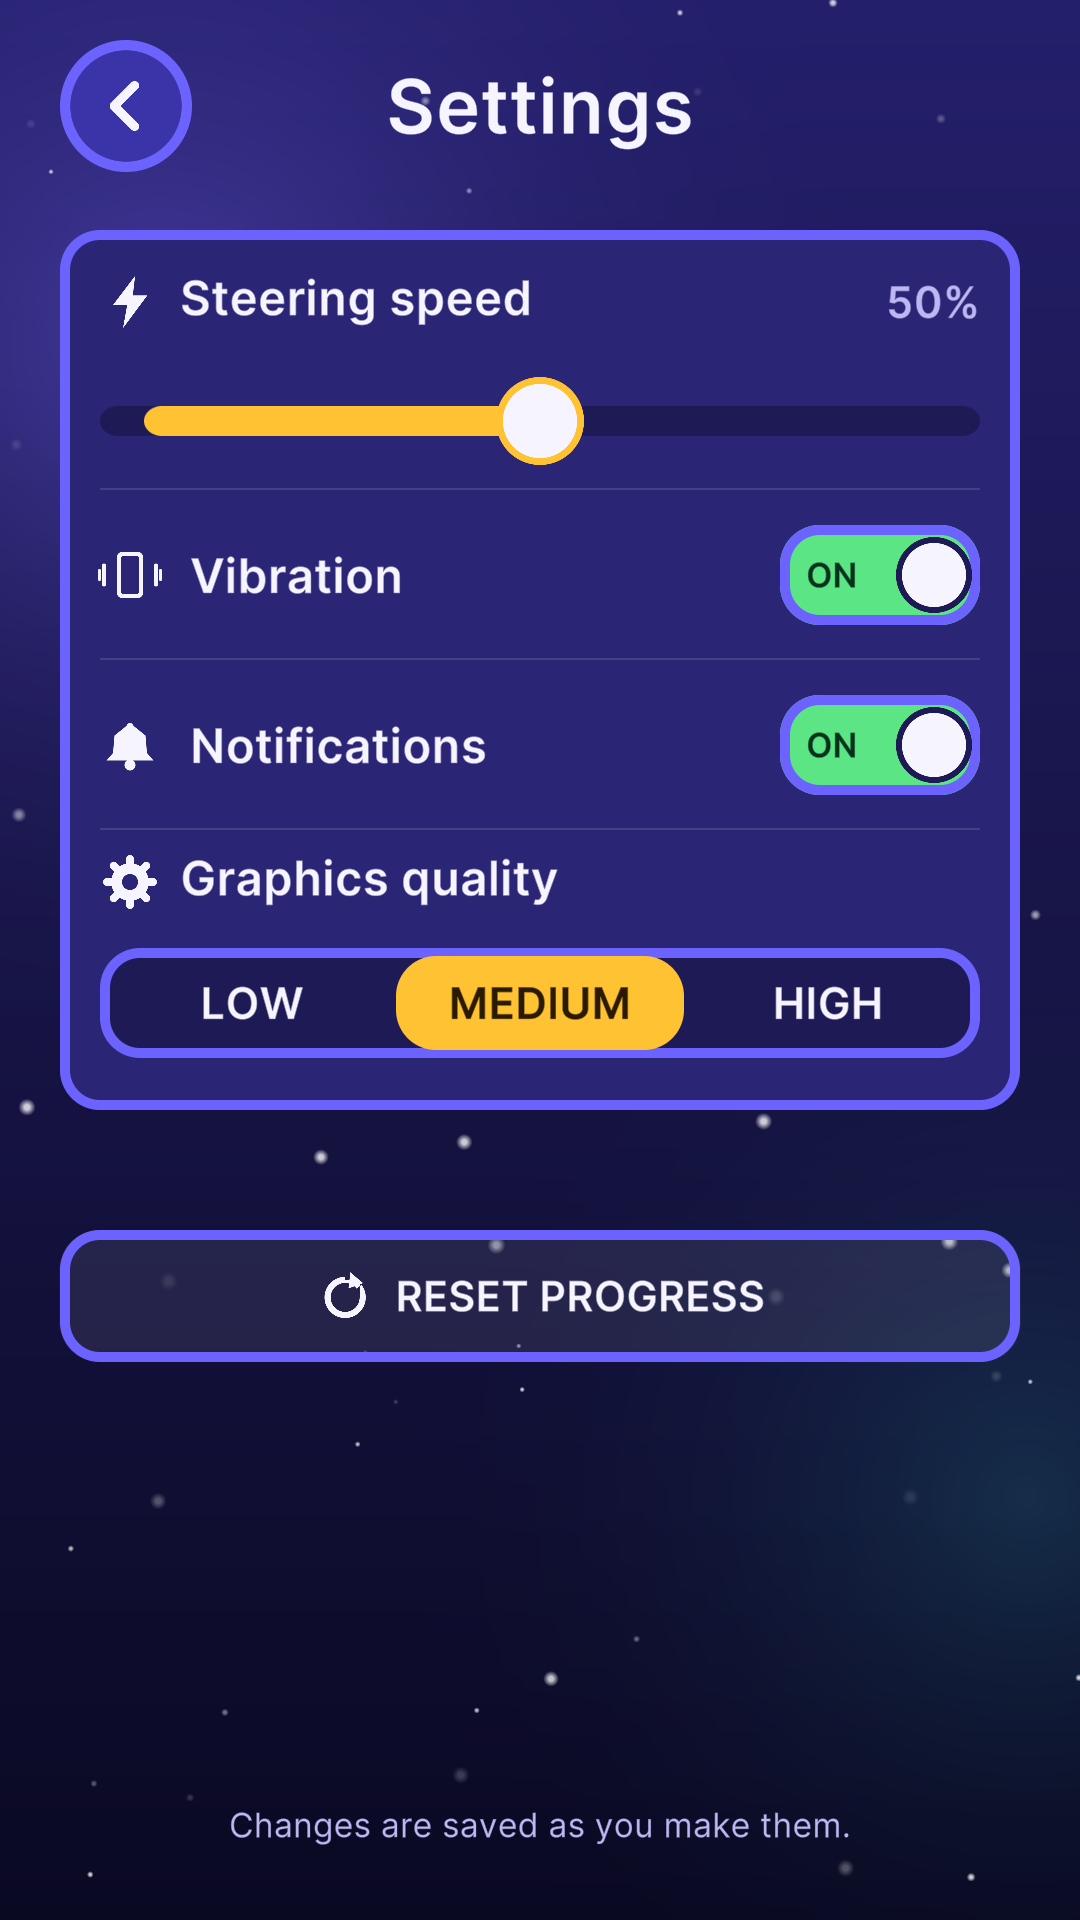 Settings
Steering speed
50%
Vibration
ON
Notifications
ON
Graphics quality
LOW
MEDIUM
HIGH
RESET PROGRESS
Changes are saved as you make them.